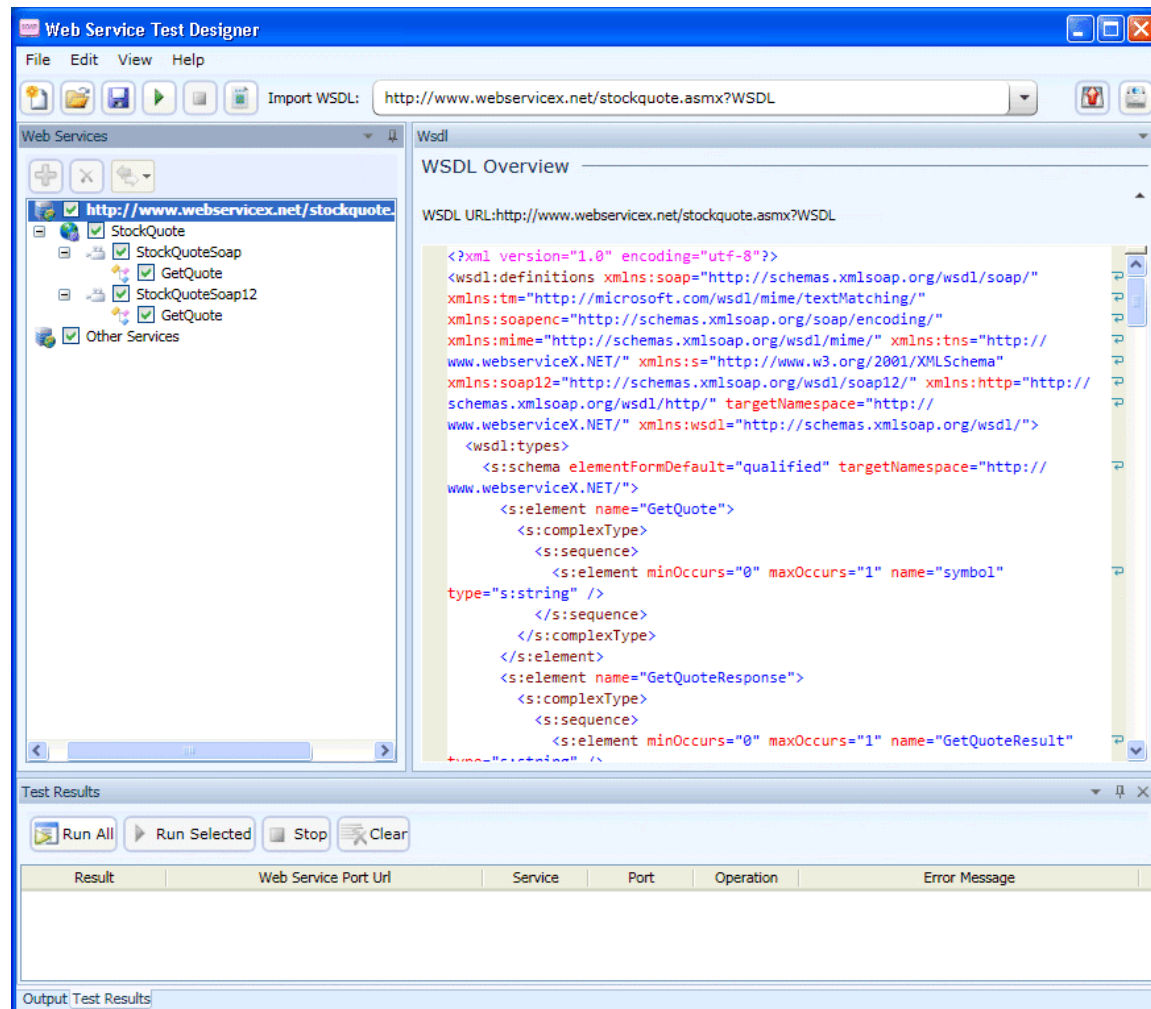 Web Service Test Designer
File Edit View Help
Import WSDL: http://www.webservicex.net/stockquote.asmx?WSDL
Web Services
http://www.webservicex.net/stockquote.
StockQuote
StockQuoteSoap
GetQuote
StockQuoteSoap12
GetQuote
Other Services
Wsdl
WSDL Overview
WSDL URL:http://www.webservicex.net/stockquote.asmx?WSDL
<?xml version="1.0" encoding="utf-8"?>
<wsdl:definitions xmlns:soap="http://schemas.xmlsoap.org/wsdl/soap/"
xmlns:tm="http://microsoft.com/wsdl/mime/textMatching/"
xmlns:soapenc="http://schemas.xmlsoap.org/soap/encoding/"
xmlns:mime="http://schemas.xmlsoap.org/wsdl/mime/" xmlns:tns="http://
www.webserviceX.NET/" xmlns:s="http://www.w3.org/2001/XMLSchema"
xmlns:soap12="http://schemas.xmlsoap.org/wsdl/soap12/" xmlns:http="http://
schemas.xmlsoap.org/wsdl/http/" targetNamespace="http://
www.webserviceX.NET/" xmlns:wsdl="http://schemas.xmlsoap.org/wsdl/">
<wsdl:types>
<s:schema elementFormDefault="qualified" targetNamespace="http://
www.webserviceX.NET/">
<s:element name="GetQuote">
<s:complexType>
<s:sequence>
<s:element minOccurs="0" maxOccurs="1" name="symbol"
type="s:string" />
</s:sequence>
</s:complexType>
</s:element>
<s:element name="GetQuoteResponse">
<s:complexType>
<s:sequence>
<s:element minOccurs="0" maxOccurs="1" name="GetQuoteResult"
type="s:string" />
Test Results
Run All Run Selected Stop Clear
Result Web Service Port Url Service Port Operation Error Message
Output Test Results